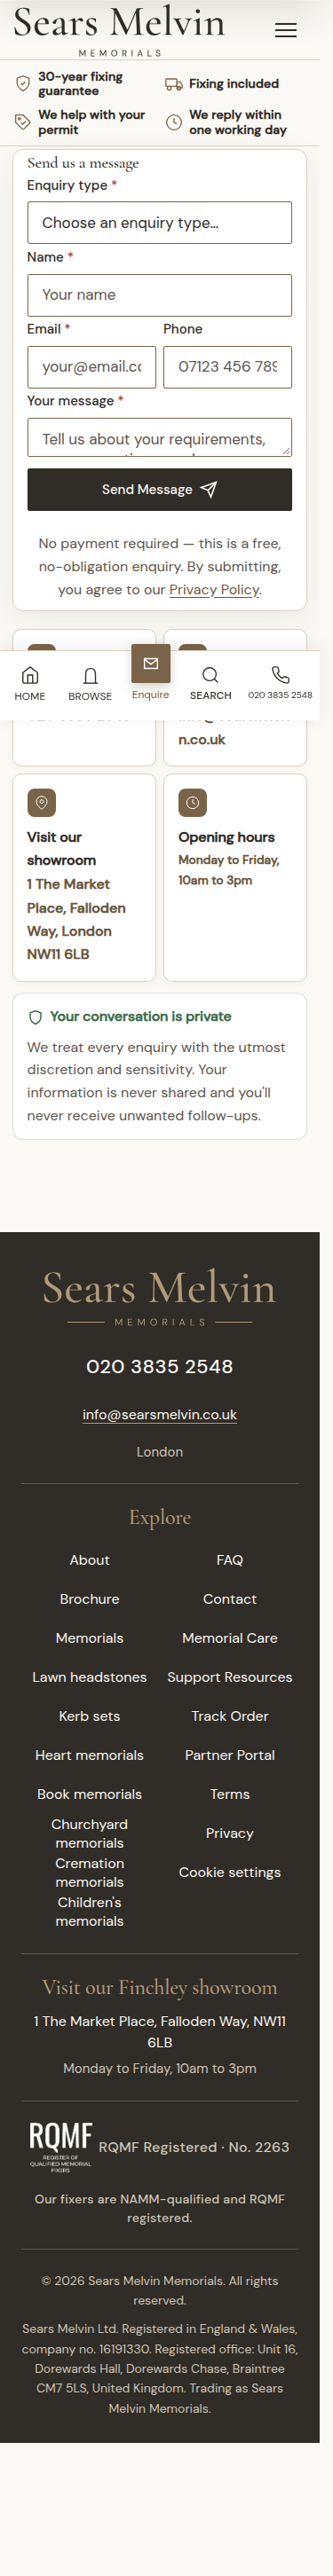 Sears Melvin
MEMORIALS
30-year fixing
guarantee
Fixing included
We help with your
permit
We reply within
one working day
Send us a message
Enquiry type *
Choose an enquiry type...
Name *
Your name
Email *
Phone
your@email.co
07123 456 789
Your message *
Tell us about your requirements,
Send Message
No payment required — this is a free,
no-obligation enquiry. By submitting,
you agree to our Privacy Policy.
HOME
BROWSE
Enquire
SEARCH
020 3835 2548
n.co.uk
Visit our
showroom
1 The Market
Place, Falloden
Way, London
NW11 6LB
Opening hours
Monday to Friday,
10am to 3pm
Your conversation is private
We treat every enquiry with the utmost
discretion and sensitivity. Your
information is never shared and you'll
never receive unwanted follow-ups.
Sears Melvin
MEMORIALS
020 3835 2548
info@searsmelvin.co.uk
London
Explore
About
FAQ
Brochure
Contact
Memorials
Memorial Care
Lawn headstones
Support Resources
Kerb sets
Track Order
Heart memorials
Partner Portal
Book memorials
Terms
Churchyard
memorials
Privacy
Cremation
memorials
Cookie settings
Children's
memorials
Visit our Finchley showroom
1 The Market Place, Falloden Way, NW11
6LB
Monday to Friday, 10am to 3pm
RQMF
REGISTER OF
QUALIFIED MEMORIAL
FIXERS
RQMF Registered · No. 2263
Our fixers are NAMM-qualified and RQMF
registered.
© 2026 Sears Melvin Memorials. All rights
reserved.
Sears Melvin Ltd. Registered in England & Wales,
company no. 16191330. Registered office: Unit 16,
Dorewards Hall, Dorewards Chase, Braintree
CM7 5LS, United Kingdom. Trading as Sears
Melvin Memorials.